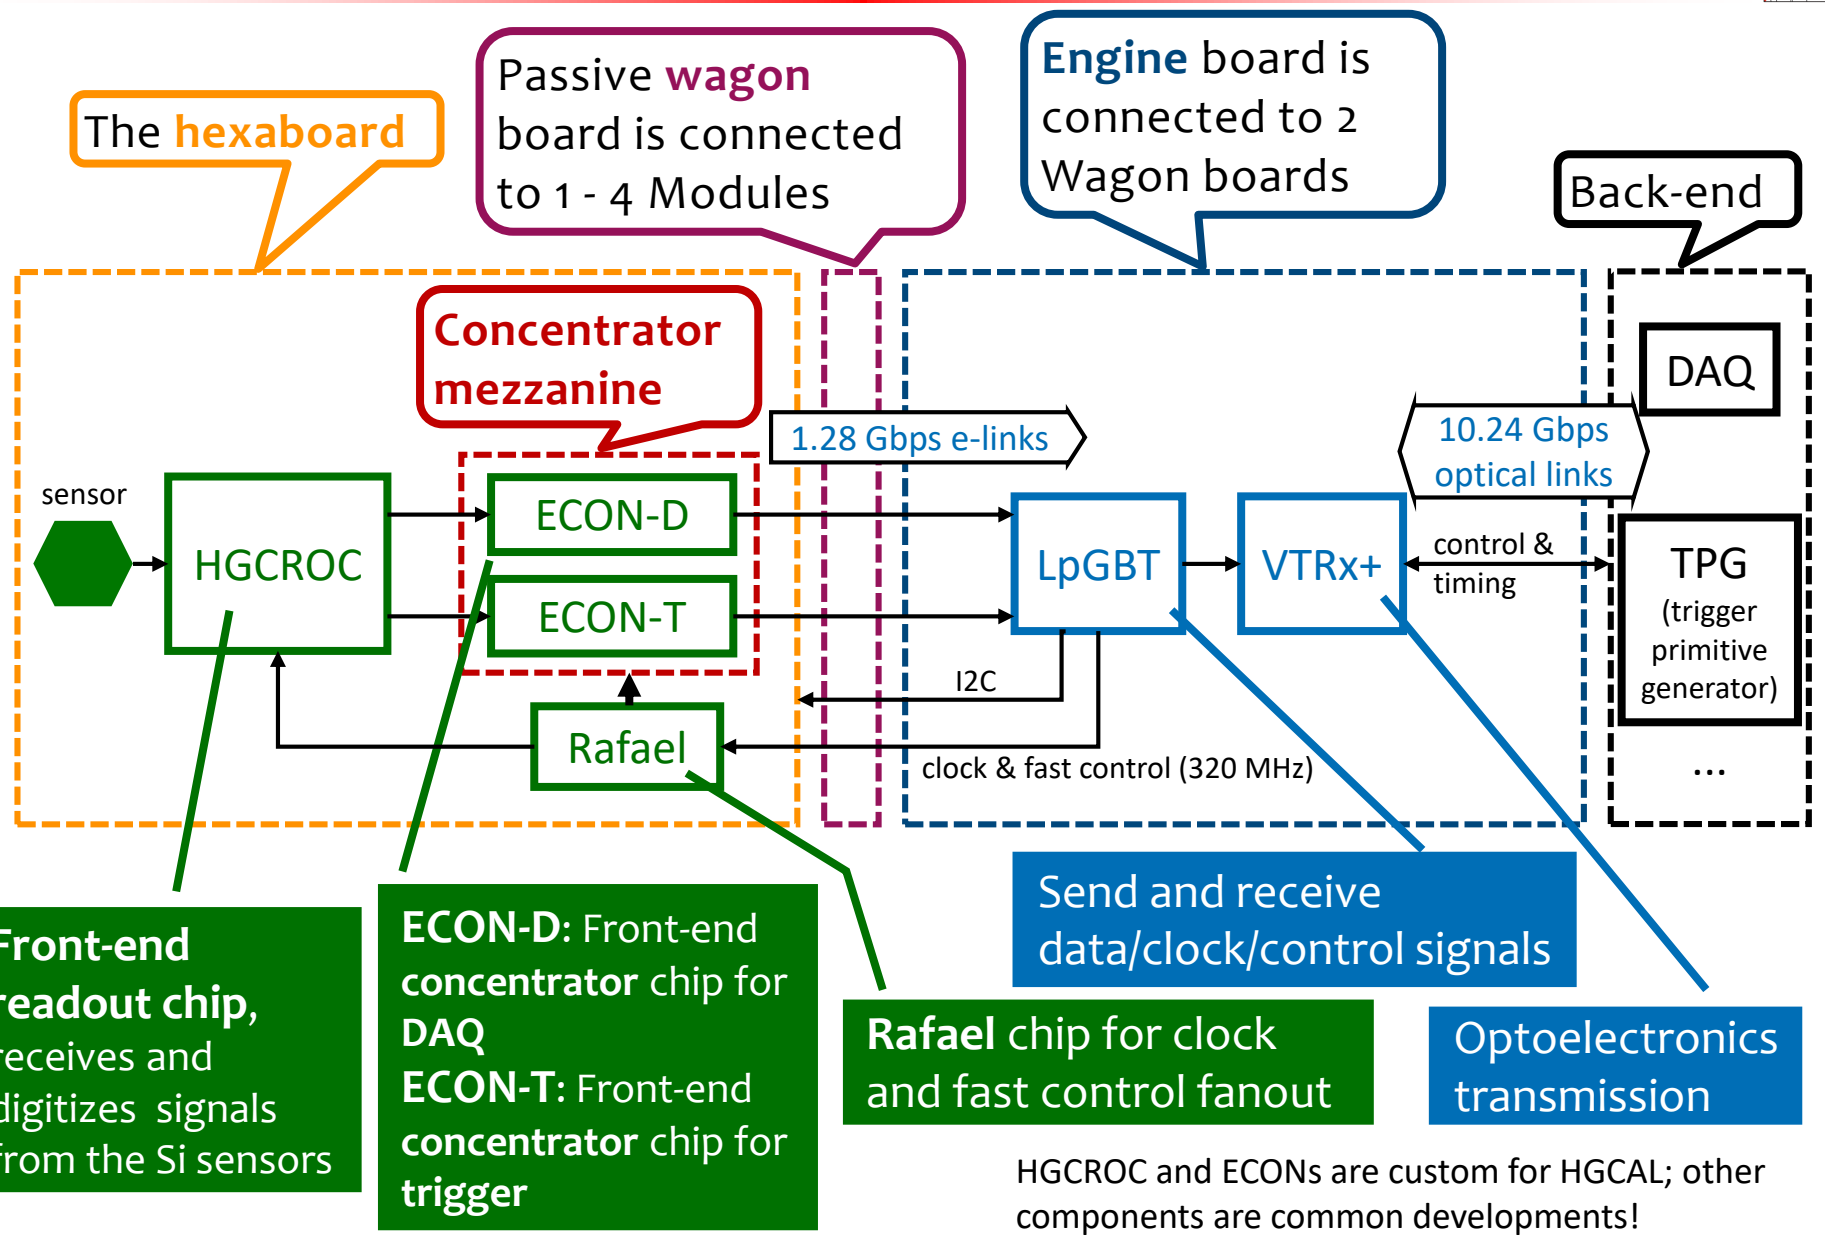 The hexaboard
Passive wagon
board is connected
to 1 - 4 Modules
Engine board is
connected to 2
Wagon boards
Back-end
Concentrator
mezzanine
DAQ
1.28 Gbps e-links
10.24 Gbps
optical links
sensor
HGCROC
ECON-D
ECON-T
LpGBT
VTRx+
control &
timing
TPG
(trigger
primitive
generator)
...
I2C
Rafael
clock & fast control (320 MHz)
Front-end
readout chip,
receives and
digitizes signals
from the Si sensors
ECON-D: Front-end
concentrator chip for
DAQ
ECON-T: Front-end
concentrator chip for
trigger
Rafael chip for clock
and fast control fanout
Send and receive
data/clock/control signals
Optoelectronics
transmission
HGCROC and ECONs are custom for HGCAL; other
components are common developments!